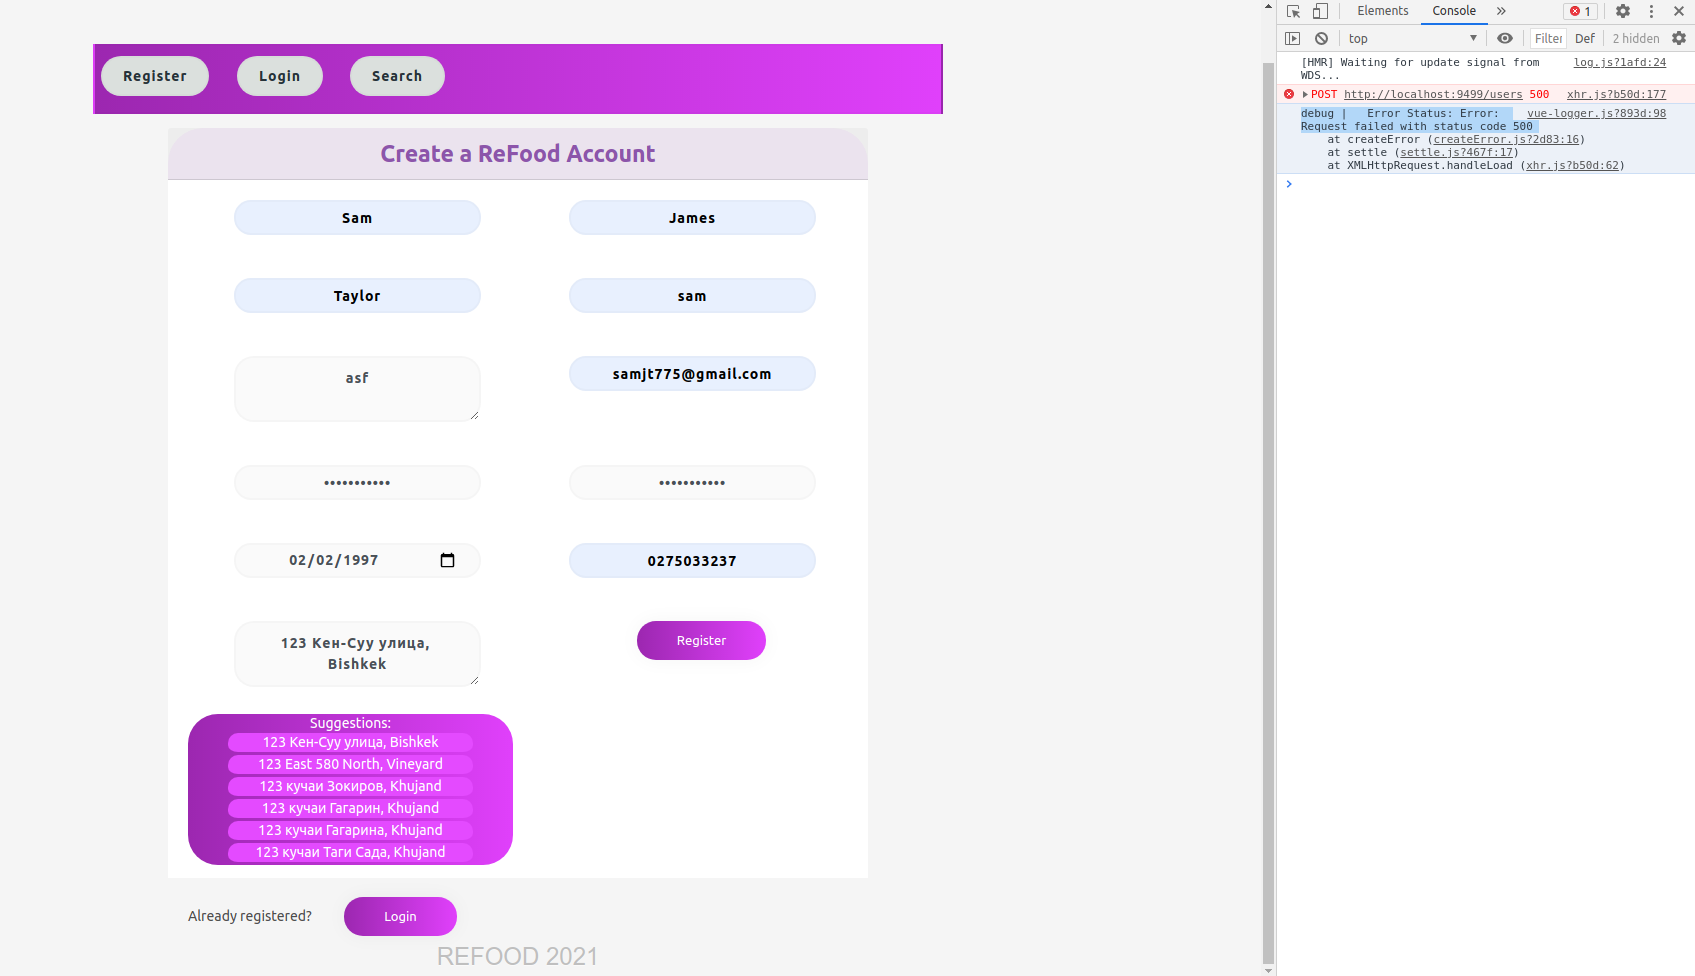 Register Login Search
Create a ReFood Account
Sam James
Taylor sam
asf samjt775@gmail.com
••••••••••• •••••••••••
02/02/1997 0275033237
123 Кен-Суу улица,
Bishkek
Register
Suggestions:
123 Кен-Суу улица, Bishkek
123 East 580 North, Vineyard
123 кучаи Зокиров, Khujand
123 кучаи Гагарин, Khujand
123 кучаи Гагарина, Khujand
123 кучаи Таги Сада, Khujand
Already registered? Login
REFOOD 2021
Elements Console » 1
top Filter Def 2 hidden
[HMR] Waiting for update signal from log.js?1afd:24
WDS...
POST http://localhost:9499/users 500 xhr.js?b50d:177
debug | Error Status: Error: vue-logger.js?893d:98
Request failed with status code 500
at createError (createError.js?2d83:16)
at settle (settle.js?467f:17)
at XMLHttpRequest.handleLoad (xhr.js?b50d:62)